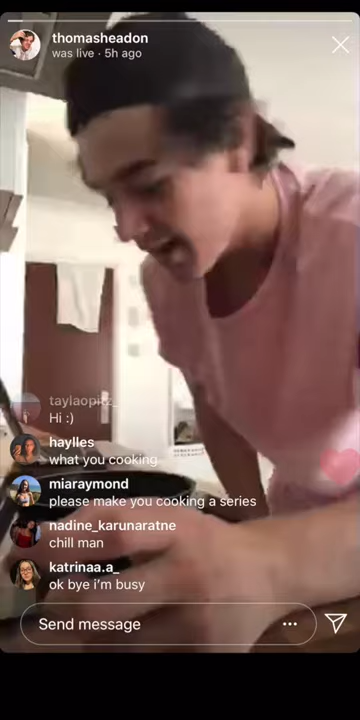 thomasheadon
was live · 5h ago
taylaopitz_
Hi :)
haylles
what you cooking
miaraymond
please make you cooking a series
nadine_karunaratne
chill man
katrinaa.a_
ok bye i'm busy
Send message